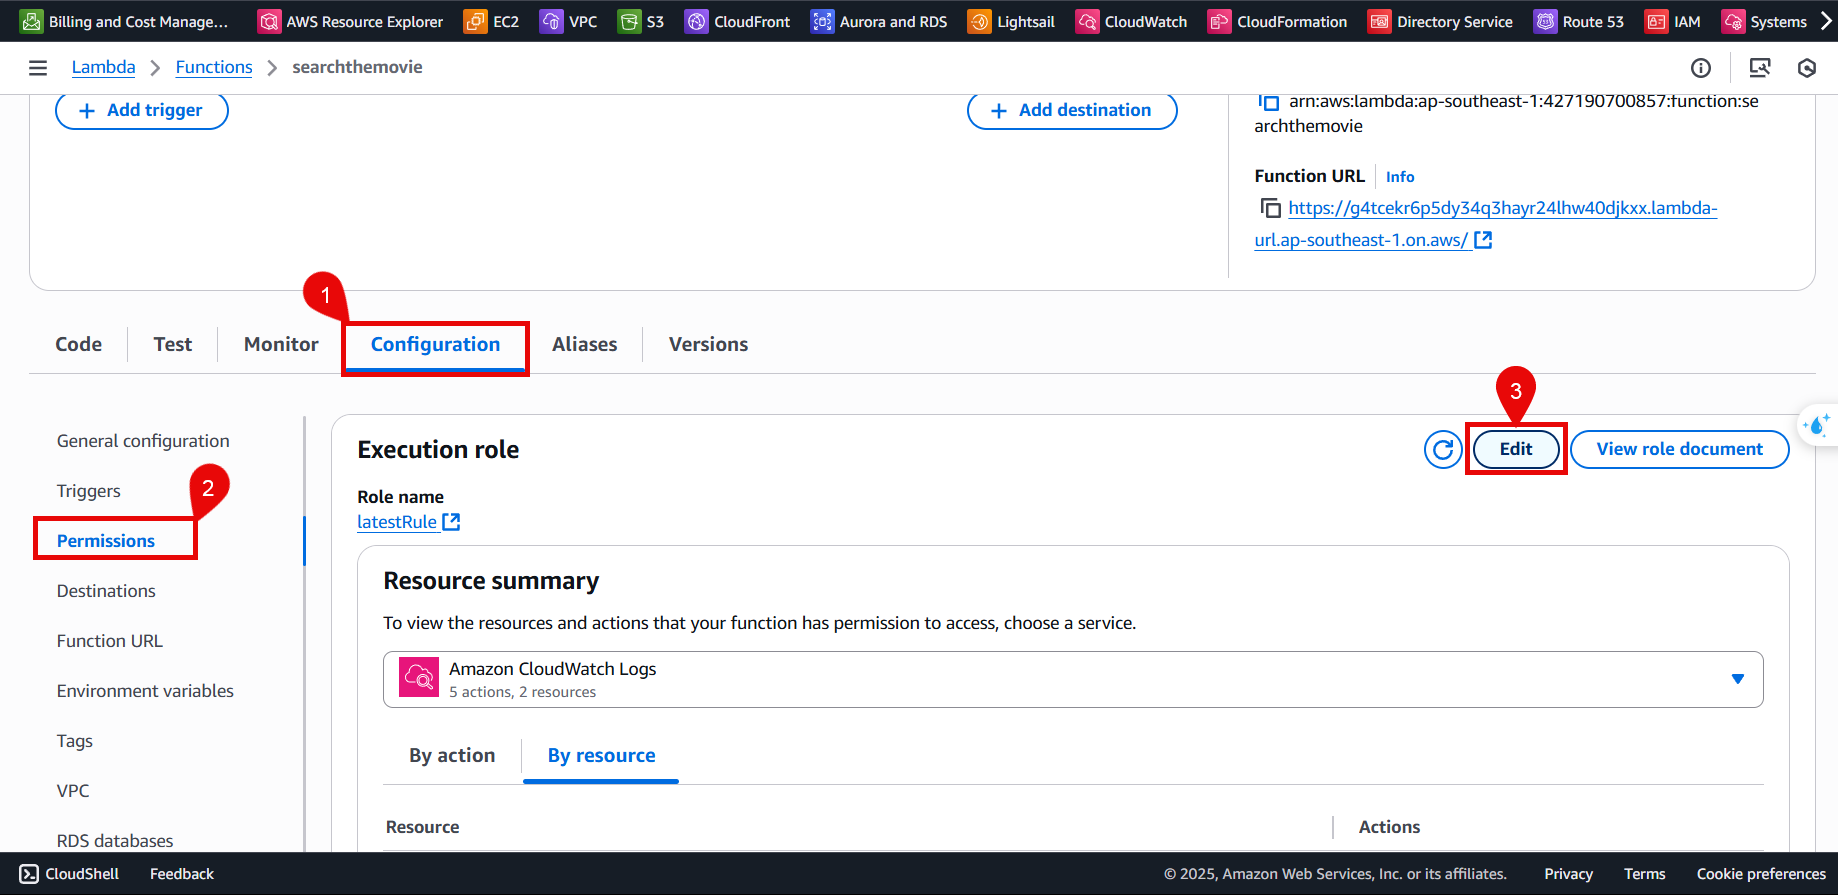 Billing and Cost Manage... AWS Resource Explorer EC2 VPC S3 CloudFront Aurora and RDS Lightsail CloudWatch CloudFormation Directory Service Route 53 IAM Systems
Lambda Functions searchthemovie
+ Add trigger
+ Add destination
arn:aws:lambda:ap-southeast-1:427190700857:function:se
archthemovie
Function URL Info
https://g4tcekr6p5dy34q3hayr24lhw40djkxx.lambda-
url.ap-southeast-1.on.aws/
1
Code Test Monitor Configuration Aliases Versions
3
General configuration
Triggers
2
Permissions
Destinations
Function URL
Environment variables
Tags
VPC
RDS databases
Execution role
Edit
View role document
Role name
latestRule
Resource summary
To view the resources and actions that your function has permission to access, choose a service.
Amazon CloudWatch Logs
5 actions, 2 resources
By action By resource
Resource Actions
CloudShell Feedback © 2025, Amazon Web Services, Inc. or its affiliates. Privacy Terms Cookie preferences